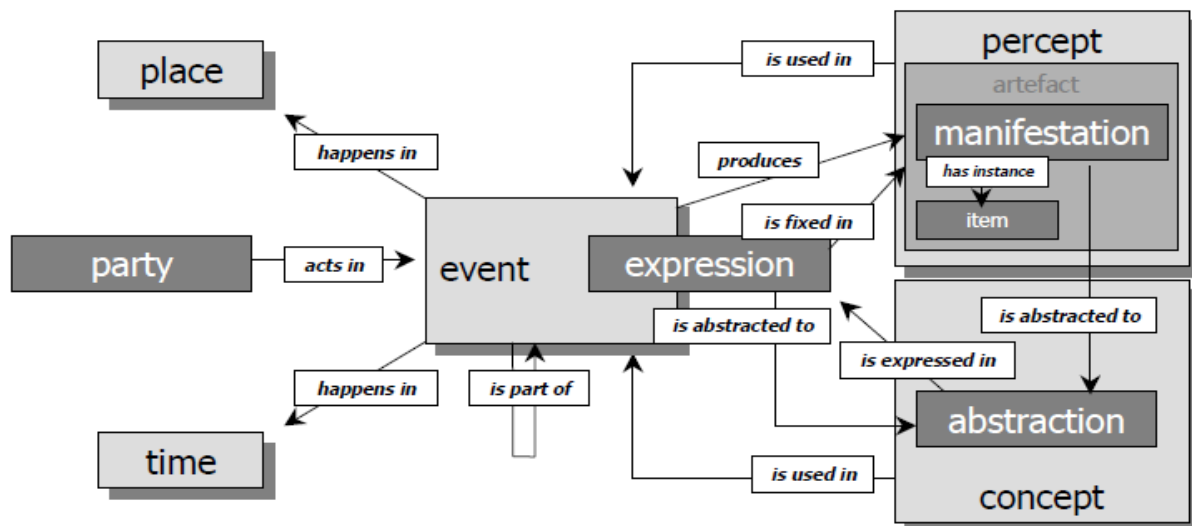 percept
place
is used in
artefact
manifestation
happens in
produces
has instance
item
is fixed in
party
acts in
event
expression
is abstracted to
is abstracted to
is expressed in
happens in
is part of
abstraction
time
is used in
concept